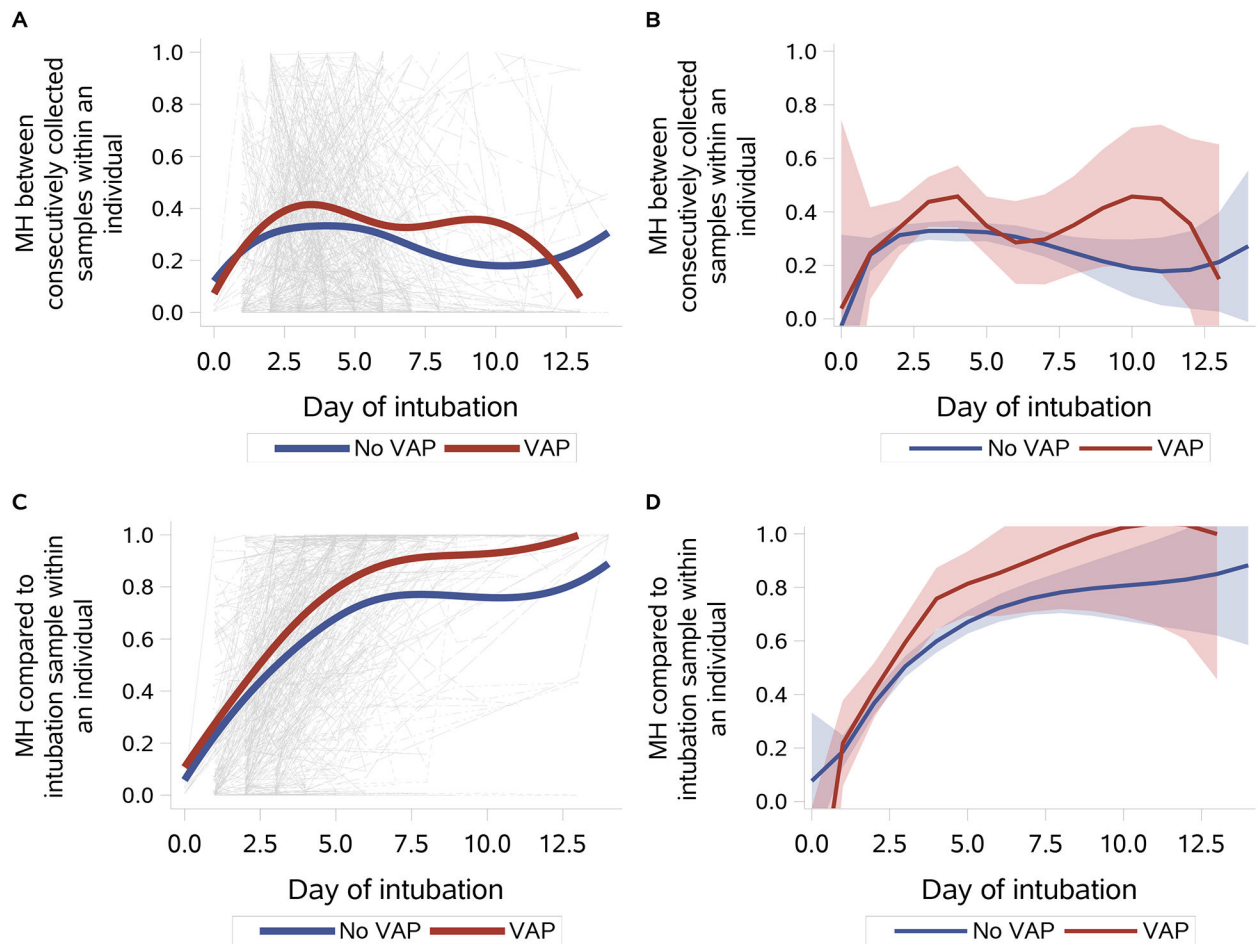 A
MH between
consecutively collected
samples within an
individual
1.0
0.8
0.6
0.4
0.2
0.0
0.0 2.5 5.0 7.5 10.0 12.5
Day of intubation
No VAP VAP
B
MH between
consecutively collected
samples within an
individual
1.0
0.8
0.6
0.4
0.2
0.0
0.0 2.5 5.0 7.5 10.0 12.5
Day of intubation
No VAP VAP
C
MH compared to
intubation sample within
an individual
1.0
0.8
0.6
0.4
0.2
0.0
0.0 2.5 5.0 7.5 10.0 12.5
Day of intubation
No VAP VAP
D
MH compared to
intubation sample within
an individual
1.0
0.8
0.6
0.4
0.2
0.0
0.0 2.5 5.0 7.5 10.0 12.5
Day of intubation
No VAP VAP